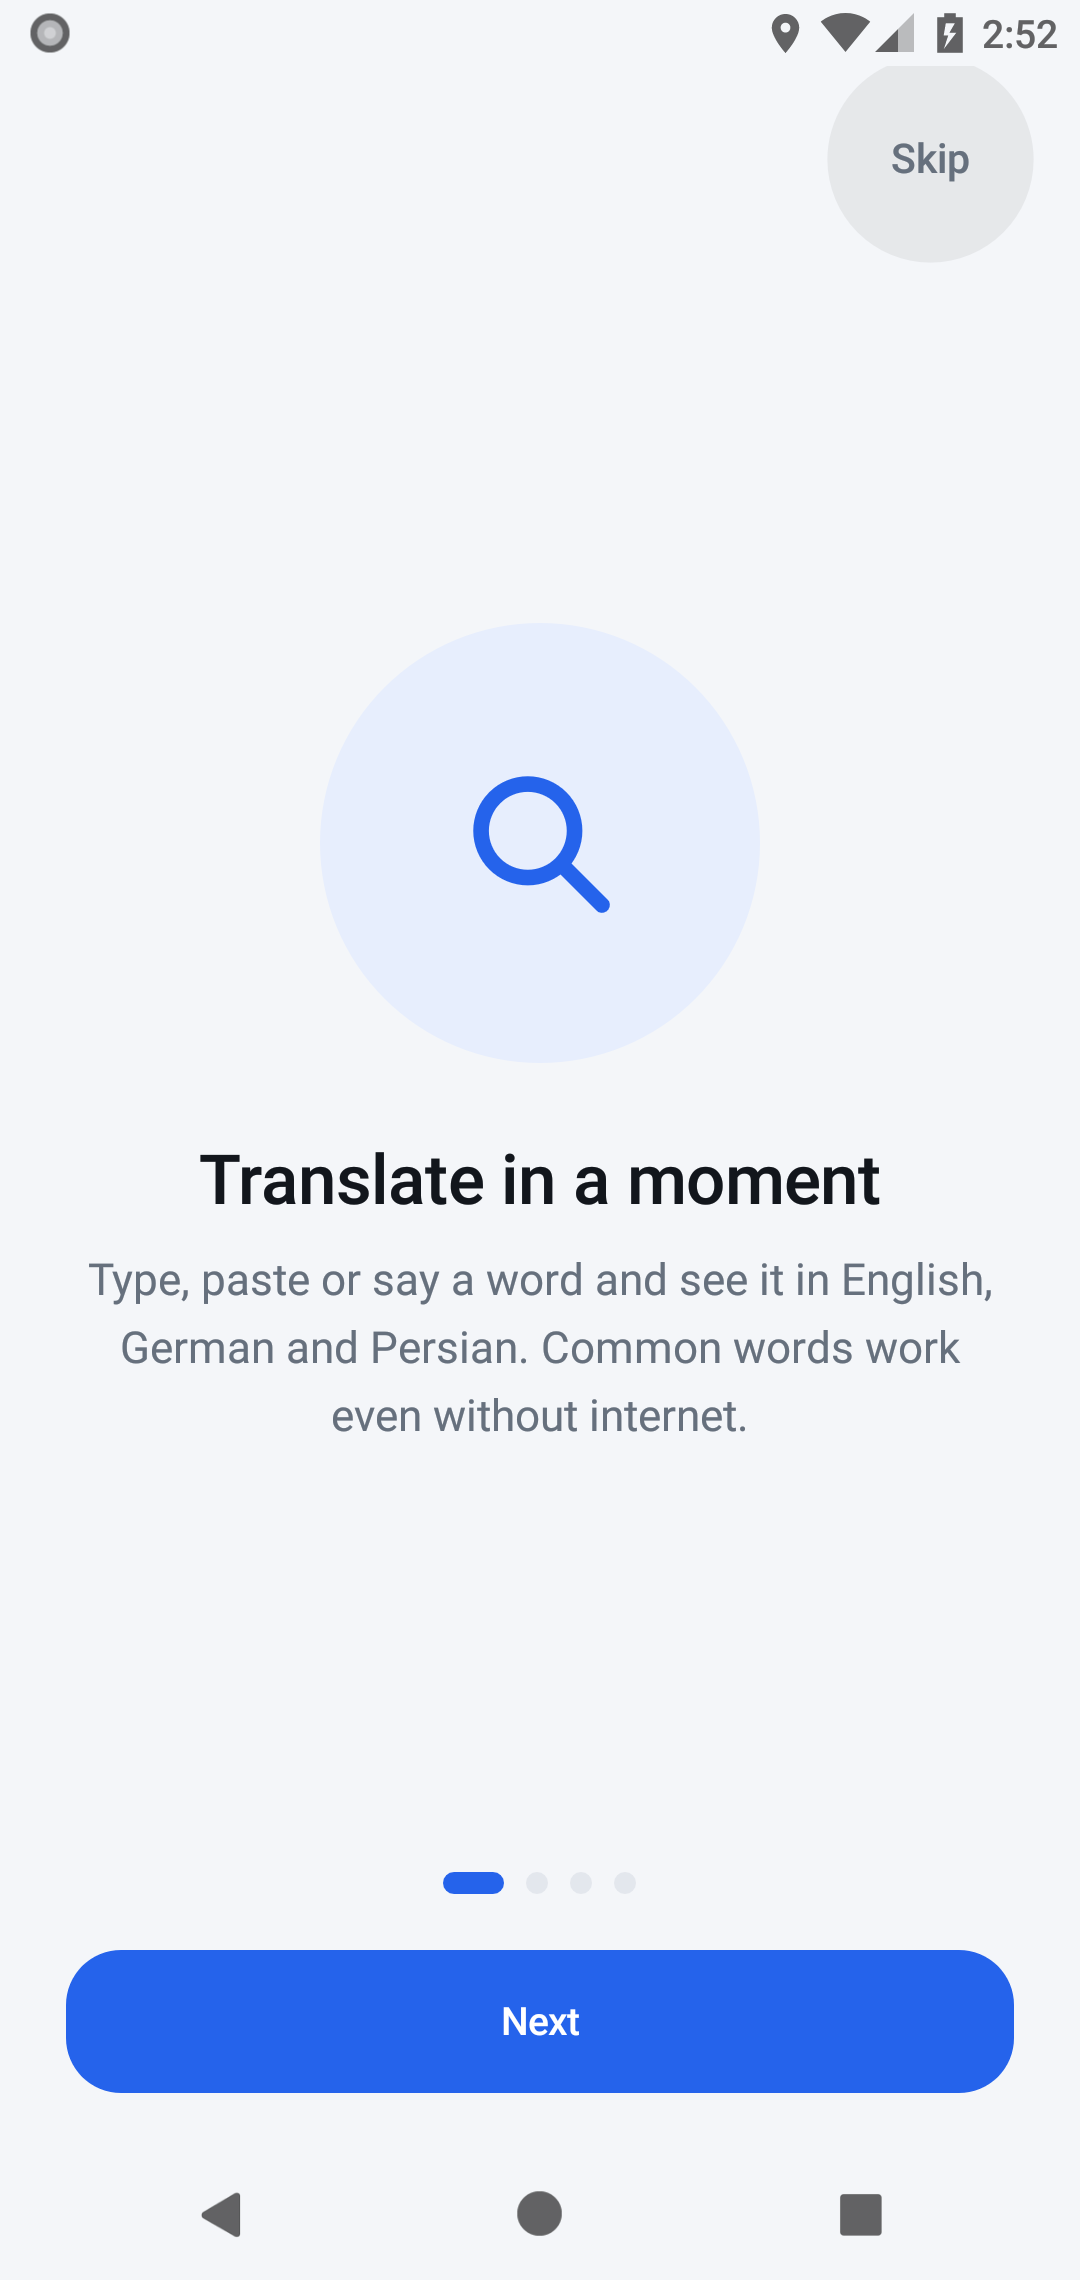 2:52
Skip
Translate in a moment
Type, paste or say a word and see it in English,
German and Persian. Common words work
even without internet.
Next